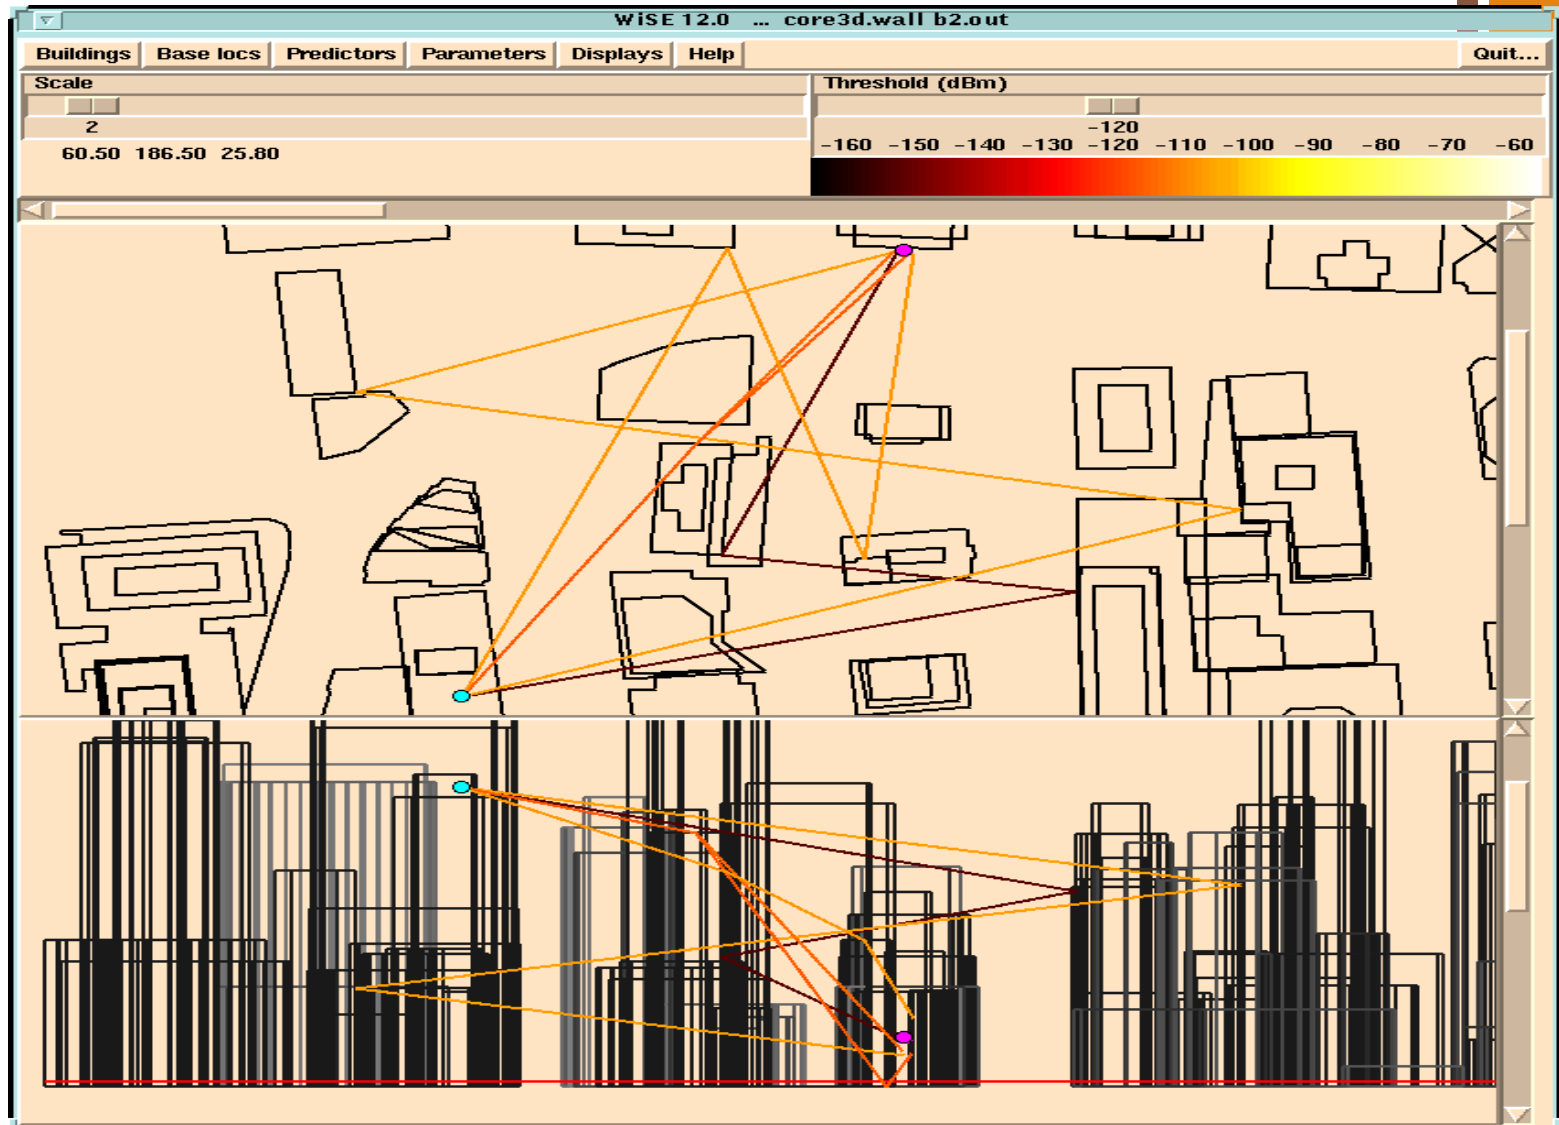 WiSE 12.0 ... core3d.wall b2.out
Buildings Base locs Predictors Parameters Displays Help Quit...
Scale
2
60.50 186.50 25.80
Threshold (dBm)
-120
-160 -150 -140 -130 -120 -110 -100 -90 -80 -70 -60